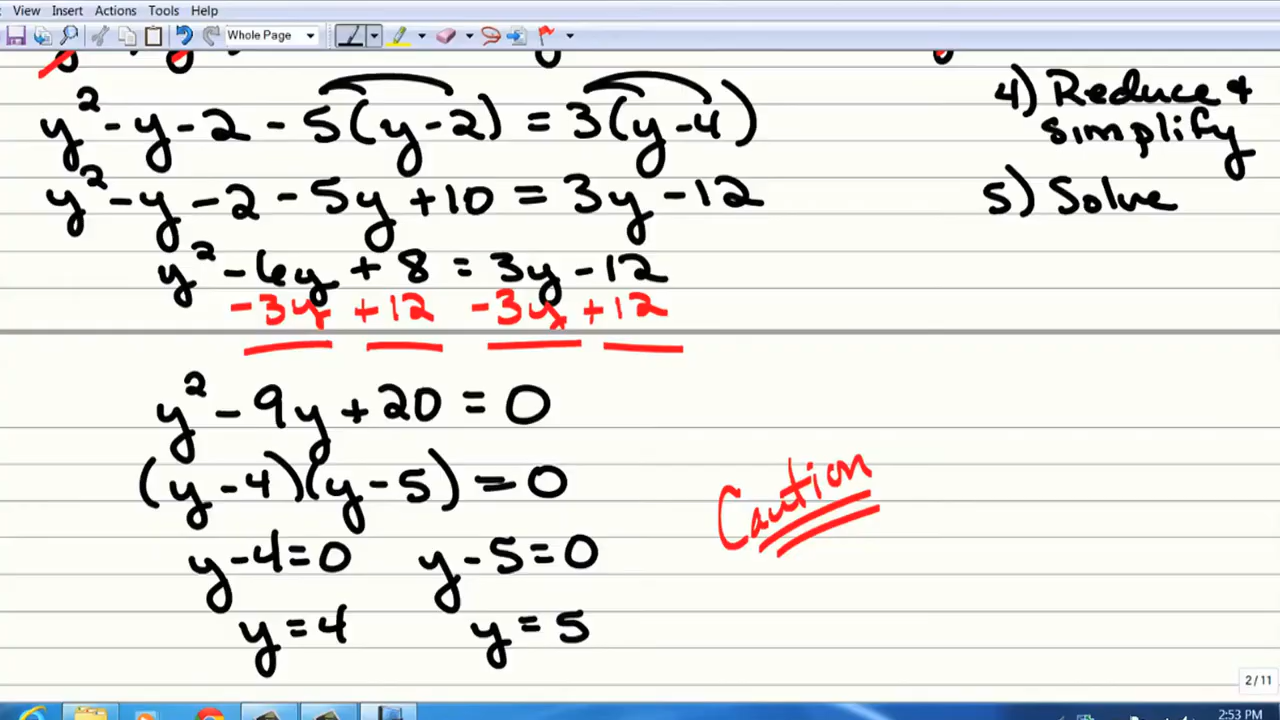 View Insert Actions Tools Help
Whole Page
y² - y - 2 - 5(y - 2) = 3(y - 4)
y² - y - 2 - 5y + 10 = 3y - 12
y² - 6y + 8 = 3y - 12
-3y + 12 -3y + 12
y² - 9y + 20 = 0
(y - 4)(y - 5) = 0
y - 4 = 0 y - 5 = 0
y = 4 y = 5
4) Reduce +
simplify
5) Solve
Caution
2/11
2:53 PM